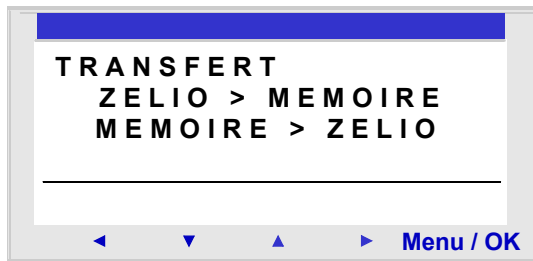 TRANSFERT
ZELIO > MEMOIRE
MEMOIRE > ZELIO
Menu / OK